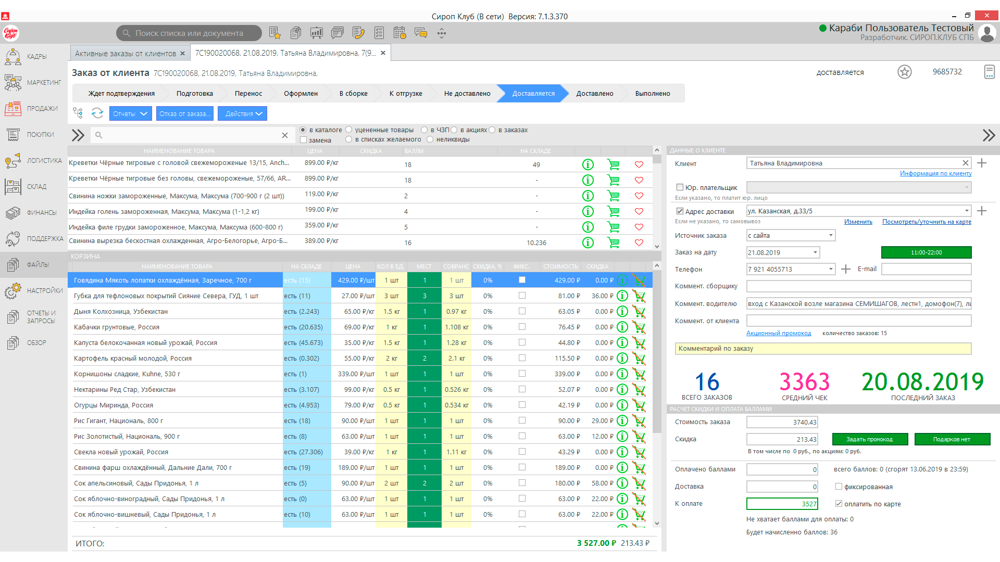 Сироп Клуб (В сети) Версия: 7.1.3.370
Сироп Клуб
Поиск списка или документа
Караби Пользователь Тестовый
Разработчик. СИРОП.КЛУБ СПБ
КАДРЫ
МАРКЕТИНГ
ПРОДАЖИ
ПОКУПКИ
ЛОГИСТИКА
СКЛАД
ФИНАНСЫ
ПОДДЕРЖКА
ФАЙЛЫ
НАСТРОЙКИ
ОТЧЕТЫ И
ЗАПРОСЫ
ОБЗОР
Активные заказы от клиентов
7С190020068, 21.08.2019, Татьяна Владимировна, 7(9...
Заказ от клиента 7С190020068, 21.08.2019, Татьяна Владимировна,
доставляется
9685732
Ждет подтверждения Подготовка Перенос Оформлен В сборке К отгрузке Не доставлено Доставляется Доставлено Выполнено
Отчеты Отказ от заказа... Действия
в каталоге уцененные товары в ЧЗП в акциях в заказах
замена в списках желаемого неликвиды
НАИМЕНОВАНИЕ ТОВАРА ЦЕНА СКИДКА БАЛЛЫ НА СКЛАДЕ
Креветки Чёрные тигровые с головой свежемороженые 13/15, Anch... 899.00 ₽/кг 18 49
Креветки Чёрные тигровые без головы, свежемороженые, 57/66, AR... 899.00 ₽/кг 18 -
Свинина ножки замороженные, Максума, Максума (700-900 г (2 шт)) 119.00 ₽/кг 2 -
Индейка голень замороженная, Максума, Максума (1-1,2 кг) 199.00 ₽/кг 4 -
Индейка филе грудки замороженное, Максума, Максума (600-800 г) 359.00 ₽/кг 5 -
Свинина вырезка бескостная охлажденная, Агро-Белогорье, Агро-Б... 389.00 ₽/кг 16 10.236
КОРЗИНА
НАИМЕНОВАНИЕ ТОВАРА НА СКЛАДЕ ЦЕНА КОЛ В ЕД. МЕСТ СОБРАНС СКИДКА, % ФИКС. СТОИМОСТЬ СКИДКА
Говядина Мякоть лопатки охлаждённая, Заречное, 700 г есть (15) 429.00 ₽/шт 1 шт 1 1 шт 0% 429.00 ₽ 0.00 ₽
Губка для тефлоновых покрытий Сияние Севера, ГУД, 1 шт есть (11) 27.00 ₽/шт 3 шт 3 3 шт 0% 81.00 ₽ 36.00 ₽
Дыня Колхозница, Узбекистан есть (2.243) 65.00 ₽/кг 1.5 кг 1 0.97 кг 0% 63.05 ₽ 0.00 ₽
Кабачки грунтовые, Россия есть (20.635) 69.00 ₽/кг 1 кг 1 1.108 кг 0% 76.45 ₽ 0.00 ₽
Капуста белокочанная новый урожай, Россия есть (45.673) 35.00 ₽/кг 1.5 кг 1 1.28 кг 0% 44.80 ₽ 0.00 ₽
Картофель красный молодой, Россия есть (0.302) 55.00 ₽/кг 2 кг 2 2.1 кг 0% 115.50 ₽ 0.00 ₽
Корнишоны сладкие, Kuhne, 530 г есть (1) 339.00 ₽/шт 1 шт 1 1 шт 0% 339.00 ₽ 0.00 ₽
Нектарины Ред Стар, Узбекистан есть (3.107) 99.00 ₽/кг 0.5 кг 1 0.526 кг 0% 52.07 ₽ 0.00 ₽
Огурцы Миринда, Россия есть (4.953) 79.00 ₽/кг 0.5 кг 1 0.534 кг 0% 42.19 ₽ 0.00 ₽
Рис Гигант, Националь, 800 г есть (18) 90.00 ₽/шт 1 шт 1 1 шт 0% 90.00 ₽ 29.00 ₽
Рис Золотистый, Националь, 900 г есть (8) 63.00 ₽/шт 1 шт 1 1 шт 0% 63.00 ₽ 12.00 ₽
Свекла новый урожай, Россия есть (27.306) 39.00 ₽/кг 1 кг 1 1.11 кг 0% 43.29 ₽ 0.00 ₽
Свинина фарш охлаждённый, Дальние Дали, 700 г есть (19) 189.00 ₽/шт 1 шт 1 1 шт 0% 189.00 ₽ 0.00 ₽
Сок апельсиновый, Сады Придонья, 1 л есть (5) 90.00 ₽/шт 2 шт 2 2 шт 0% 180.00 ₽ 58.00 ₽
Сок яблочно-виноградный, Сады Придонья, 1 л есть (0) 63.00 ₽/шт 1 шт 1 1 шт 0% 63.00 ₽ 22.00 ₽
Сок яблочно-вишневый, Сады Придонья, 1 л есть (10) 63.00 ₽/шт 1 шт 1 1 шт 0% 63.00 ₽ 22.00 ₽
ИТОГО: 3 527.00 ₽ 213.43 ₽
ДАННЫЕ О КЛИЕНТЕ
Клиент Татьяна Владимировна
Информация по клиенту
Юр. плательщик
Если указано, то платит юр. лицо
Адрес доставки ул. Казанская, д.33/5
Если не указано, то самовывоз Изменить Посмотреть/уточнить на карте
Источник заказа с сайта
Заказ на дату 21.08.2019 11:00-22:00
Телефон 7 921 4055713 E-mail
Коммент. сборщику
Коммент. водителю вход с Казанской возле магазина СЕМИШАГОВ, лестн1, домофон(7), ли
Коммент. от клиента
Акционный промокод количество заказов: 15
Комментарий по заказу
16 3363 20.08.2019
ВСЕГО ЗАКАЗОВ СРЕДНИЙ ЧЕК ПОСЛЕДНИЙ ЗАКАЗ
РАСЧЕТ СКИДКИ И ОПЛАТА БАЛЛАМИ
Стоимость заказа 3740.43
Скидка 213.43 Задать промокод Подарков нет
В том числе по 0 руб., по акциям: 0 руб.
Оплачено баллами 0 всего баллов: 0 (сгорят 13.06.2019 в 23:59)
Доставка 0 фиксированная
К оплате 3527 оплатить по карте
Не хватает баллами для оплаты: 0
Будет начисленно баллов: 36